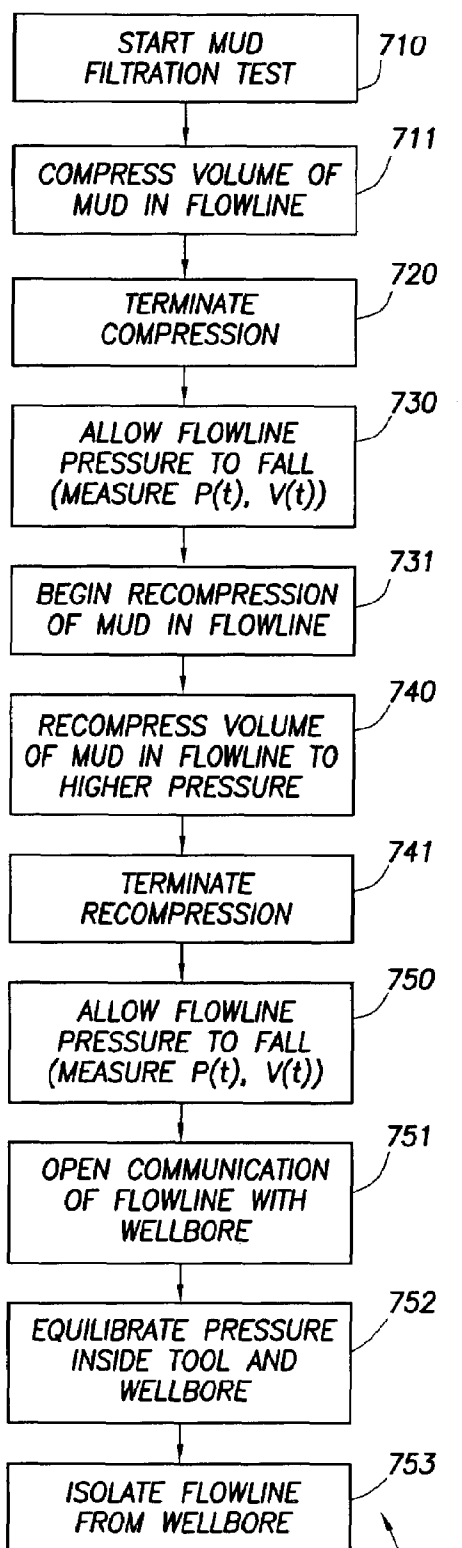 START MUD
FILTRATION TEST
710
COMPRESS VOLUME OF
MUD IN FLOWLINE
711
TERMINATE
COMPRESSION
720
ALLOW FLOWLINE
PRESSURE TO FALL
(MEASURE P(t), V(t))
730
BEGIN RECOMPRESSION
OF MUD IN FLOWLINE
731
RECOMPRESS VOLUME
OF MUD IN FLOWLINE TO
HIGHER PRESSURE
740
TERMINATE
RECOMPRESSION
741
ALLOW FLOWLINE
PRESSURE TO FALL
(MEASURE P(t), V(t))
750
OPEN COMMUNICATION
OF FLOWLINE WITH
WELLBORE
751
EQUILIBRATE PRESSURE
INSIDE TOOL AND
WELLBORE
752
ISOLATE FLOWLINE
FROM WELLBORE
753